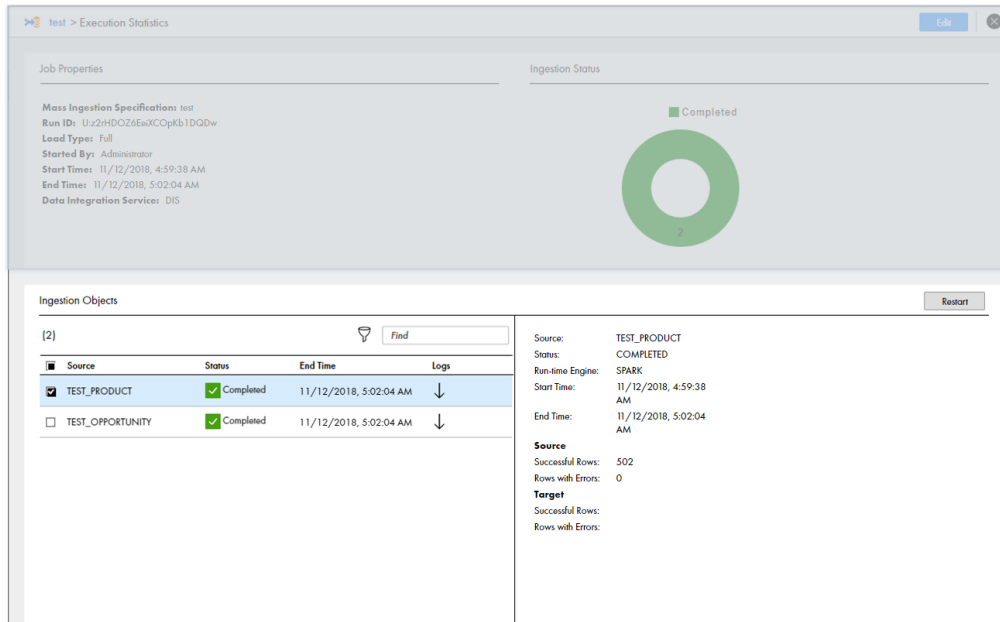 test > Execution Statistics
Edit
Job Properties
Ingestion Status
Mass Ingestion Specification: test
Load Type: Full
Started By: Administrator
Start Time: 11/12/2018, 4:59:38 AM
End Time: 11/12/2018, 5:02:04 AM
Data Integration Service: DIS
Completed
2
Ingestion Objects
Restart
(2)
Find
Source Status End Time Logs
TEST_PRODUCT Completed 11/12/2018, 5:02:04 AM
TEST_OPPORTUNITY Completed 11/12/2018, 5:02:04 AM
Source: TEST_PRODUCT
Status: COMPLETED
Run-time Engine: SPARK
Start Time: 11/12/2018, 4:59:38
AM
End Time: 11/12/2018, 5:02:04
AM
Source
Successful Rows: 502
Rows with Errors: 0
Target
Successful Rows:
Rows with Errors: